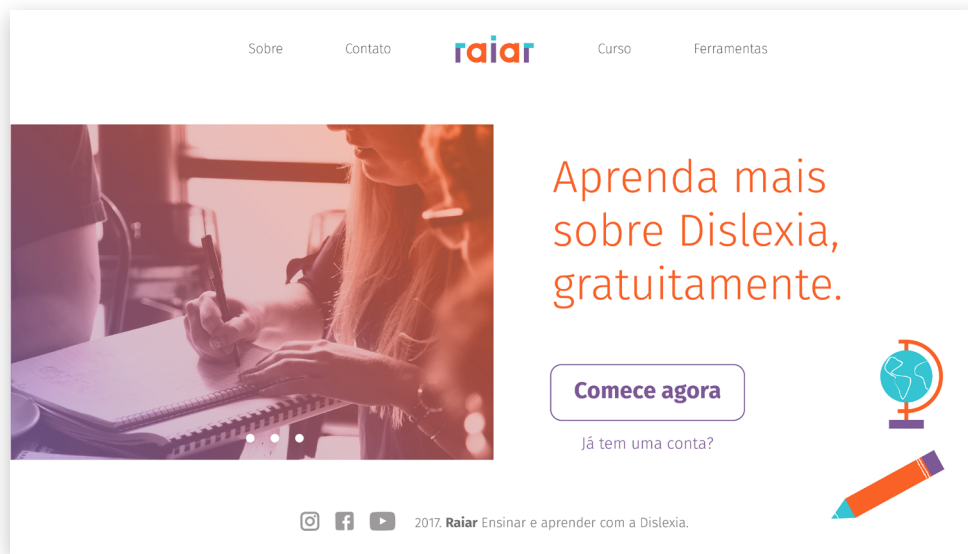 Sobre Contato raiar Curso Ferramentas
Aprenda mais
sobre Dislexia,
gratuitamente.
Comece agora
Já tem uma conta?
2017. Raiar Ensinar e aprender com a Dislexia.